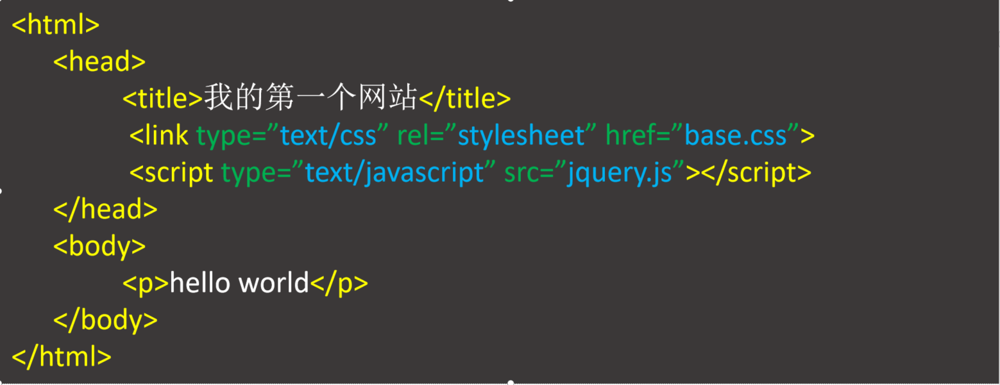 <html>
<head>
<title>我的第一个网站</title>
<link type=”text/css” rel=”stylesheet” href=”base.css”>
<script type=”text/javascript” src=”jquery.js”></script>
</head>
<body>
<p>hello world</p>
</body>
</html>